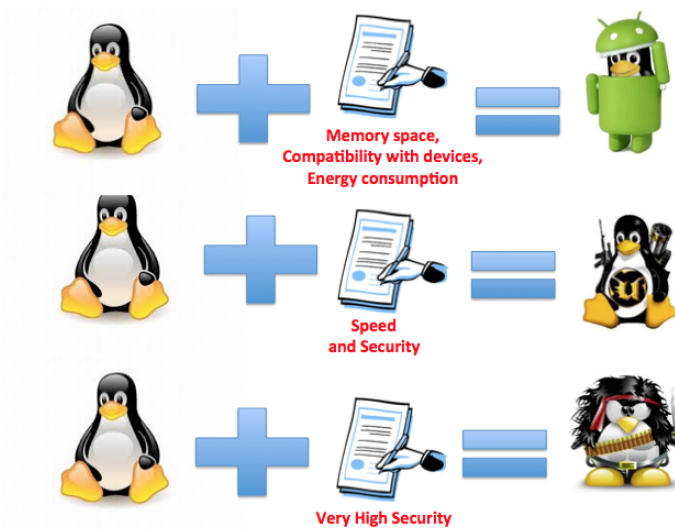 Memory space,
Compatibility with devices,
Energy consumption
Speed
and Security
Very High Security